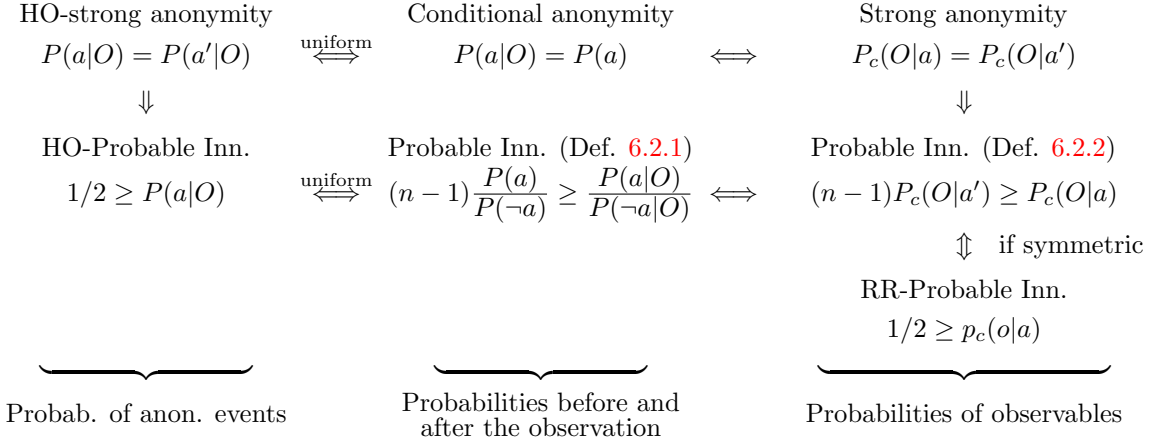 HO-strong anonymity Conditional anonymity Strong anonymity
P(a|O) = P(a′|O) uniform ⟺ P(a|O) = P(a) ⟺ P_c(O|a) = P_c(O|a′)
⇓ ⇓
HO-Probable Inn. Probable Inn. (Def. 6.2.1) Probable Inn. (Def. 6.2.2)
1/2 ≥ P(a|O) uniform ⟺ (n − 1) P(a)/P(¬a) ≥ P(a|O)/P(¬a|O) ⟺ (n − 1)P_c(O|a′) ≥ P_c(O|a)
⇕ if symmetric
RR-Probable Inn.
1/2 ≥ p_c(o|a)
Probab. of anon. events Probabilities before and after the observation Probabilities of observables